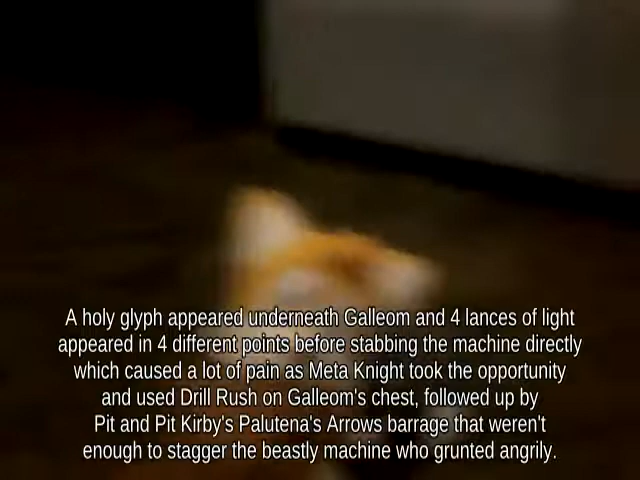 A holy glyph appeared underneath Galleom and 4 lances of light
appeared in 4 different points before stabbing the machine directly
which caused a lot of pain as Meta Knight took the opportunity
and used Drill Rush on Galleom's chest, followed up by
Pit and Pit Kirby's Palutena's Arrows barrage that weren't
enough to stagger the beastly machine who grunted angrily.